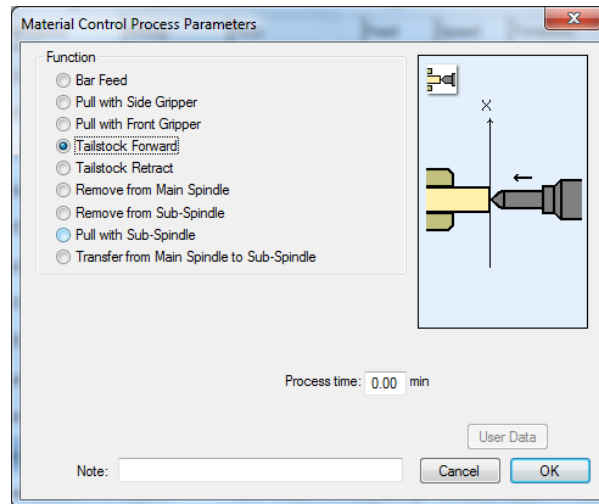 Material Control Process Parameters
Function
Bar Feed
Pull with Side Gripper
Pull with Front Gripper
Tailstock Forward
Tailstock Retract
Remove from Main Spindle
Remove from Sub-Spindle
Pull with Sub-Spindle
Transfer from Main Spindle to Sub-Spindle
X
Process time: 0.00 min
User Data
Note:
Cancel OK